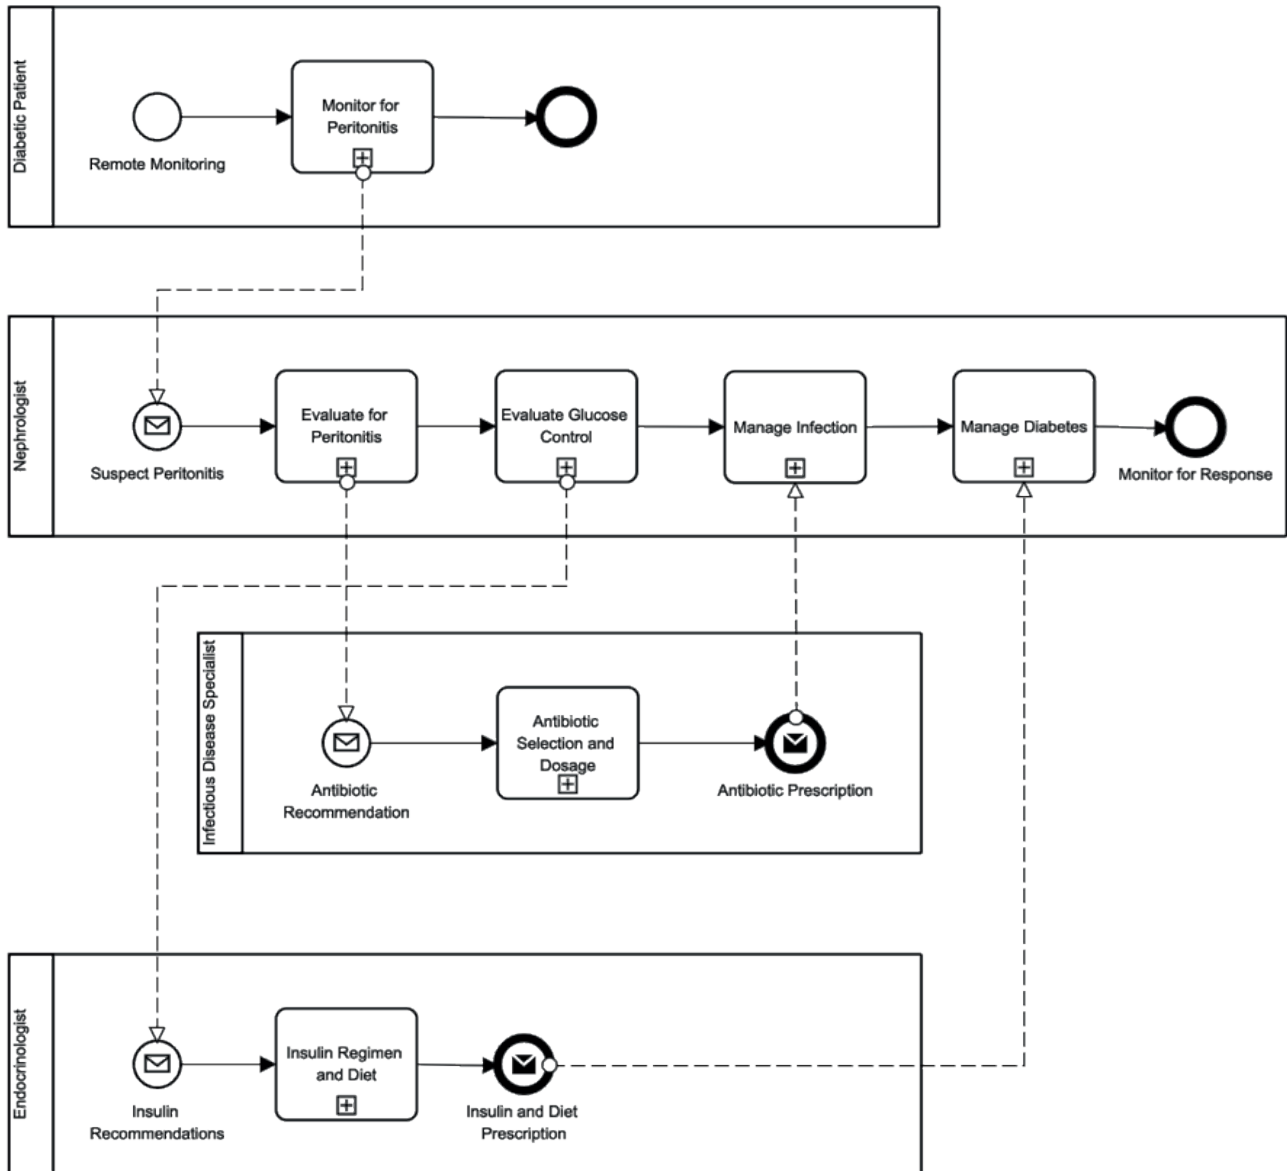 Diabetic Patient
Monitor for
Peritonitis
Remote Monitoring
Nephrologist
Evaluate for
Peritonitis
Evaluate Glucose
Control
Manage Infection
Manage Diabetes
Suspect Peritonitis
Monitor for Response
Infectious Disease Specialist
Antibiotic
Selection and
Dosage
Antibiotic
Recommendation
Antibiotic Prescription
Endocrinologist
Insulin Regimen
and Diet
Insulin
Recommendations
Insulin and Diet
Prescription